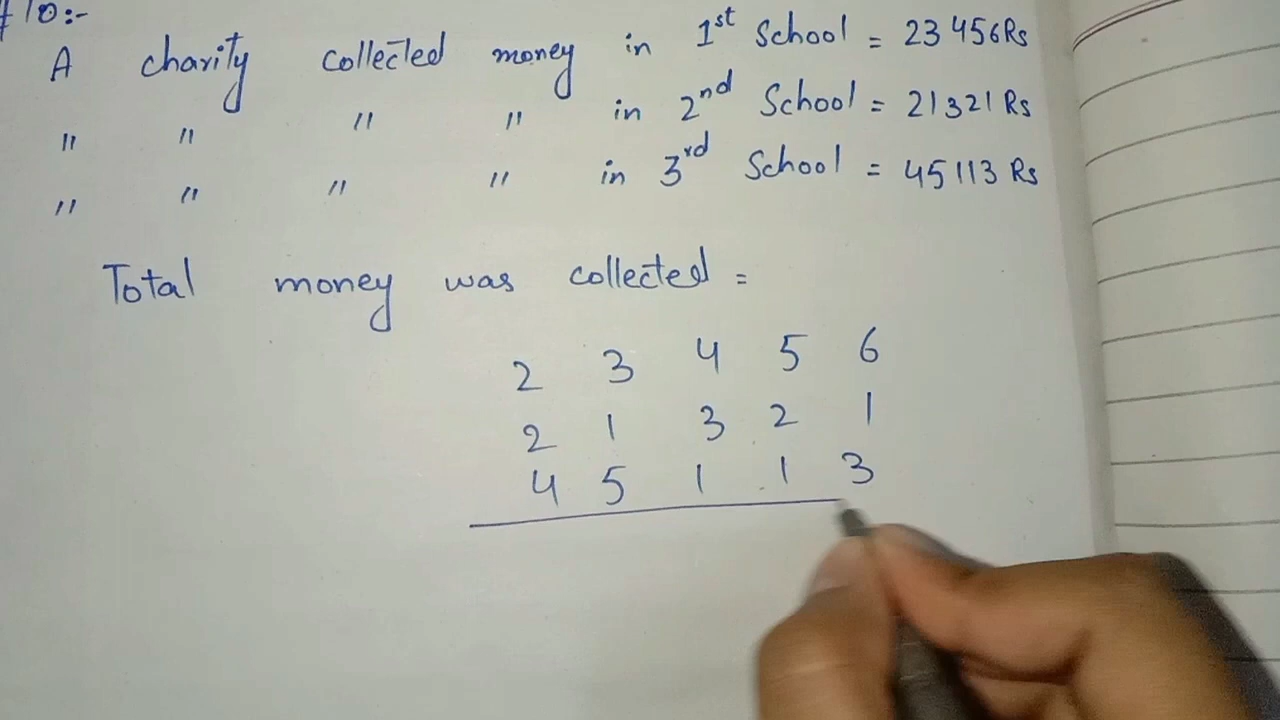 # 10:-
A charity collected money in 1st School = 23456Rs
" " " " in 2nd School = 21321 Rs
" " " " in 3rd School = 45113 Rs
Total money was collected =
2 3 4 5 6
2 1 3 2 1
4 5 1 1 3